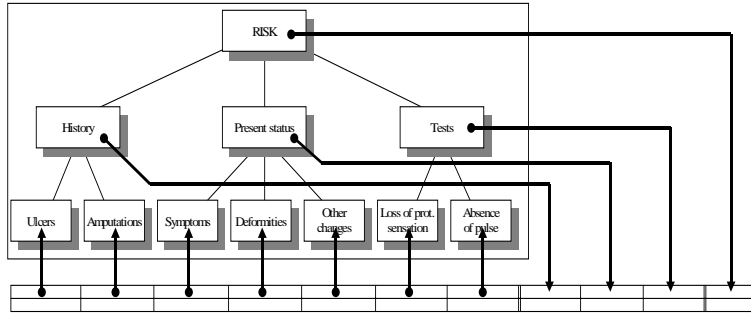 RISK
History
Present status
Tests
Ulcers
Amputations
Symptoms
Deformities
Other
changes
Loss of prot.
sensation
Absence
of pulse